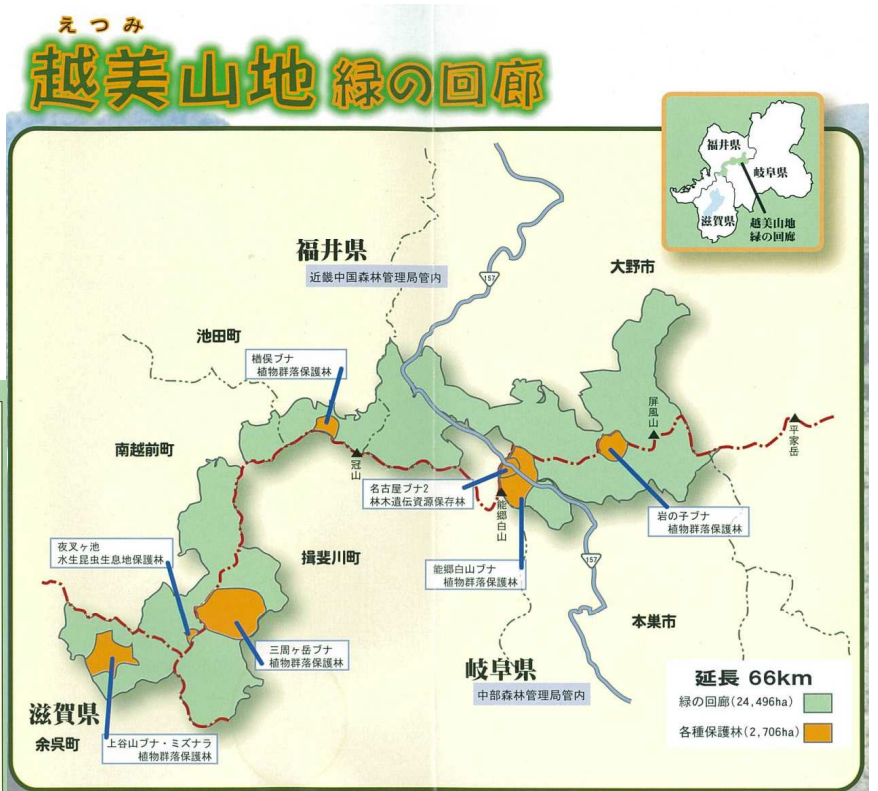 えつみ
越美山地 緑の回廊
福井県
岐阜県
滋賀県
越美山地
緑の回廊
福井県
近畿中国森林管理局管内
157
大野市
池田町
楢俣ブナ
植物群落保護林
屏風山
平家岳
南越前町
冠山
名古屋ブナ2
林木遺伝資源保存林
能郷白山
岩の子ブナ
植物群落保護林
夜叉ヶ池
水生昆虫生息地保護林
揖斐川町
能郷白山ブナ
植物群落保護林
157
本巣市
三周ヶ岳ブナ
植物群落保護林
岐阜県
中部森林管理局管内
延長 66km
緑の回廊(24,496ha)
各種保護林(2,706ha)
滋賀県
余呉町
上谷山ブナ・ミズナラ
植物群落保護林